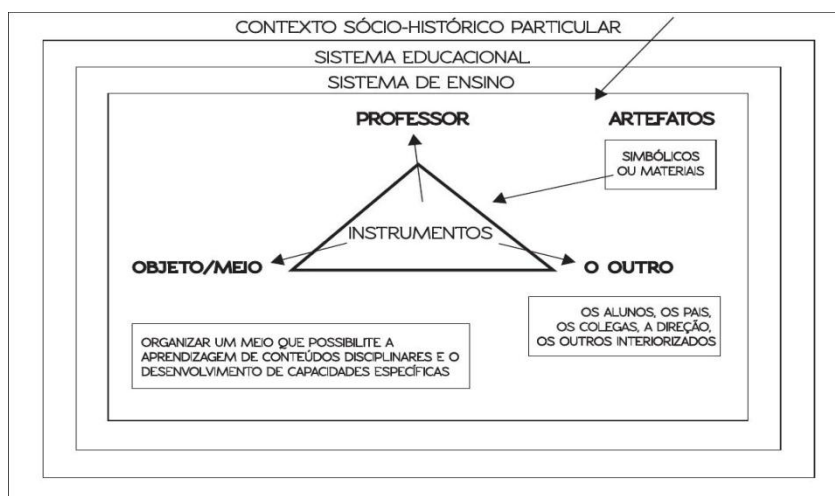 CONTEXTO SÓCIO-HISTÓRICO PARTICULAR
SISTEMA EDUCACIONAL
SISTEMA DE ENSINO
PROFESSOR
ARTEFATOS
SIMBÓLICOS
OU MATERIAIS
INSTRUMENTOS
OBJETO/MEIO
O OUTRO
OS ALUNOS, OS PAIS,
OS COLEGAS, A DIREÇÃO,
OS OUTROS INTERIORIZADOS
ORGANIZAR UM MEIO QUE POSSIBILITE A
APRENDIZAGEM DE CONTEÚDOS DISCIPLINARES E O
DESENVOLVIMENTO DE CAPACIDADES ESPECÍFICAS